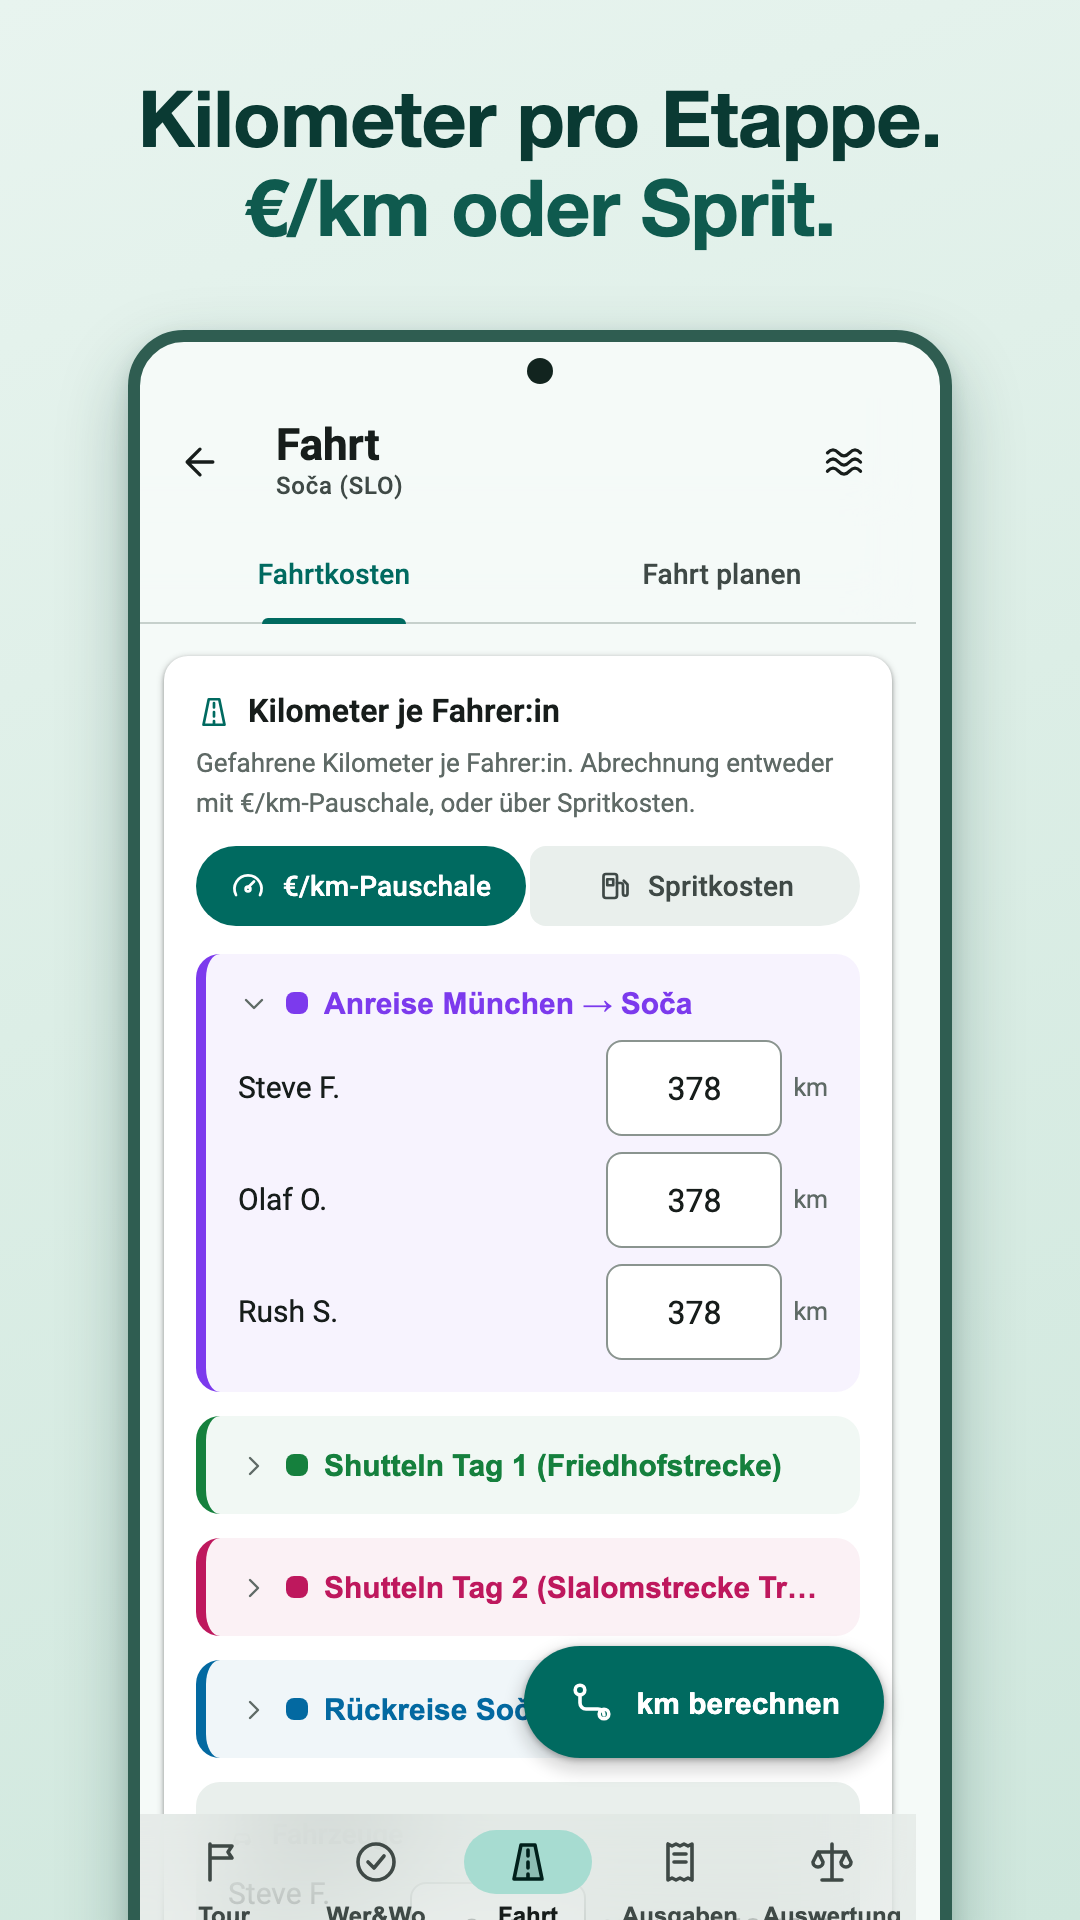 Kilometer pro Etappe.
€/km oder Sprit.
Fahrt
Soča (SLO)
Fahrtkosten
Fahrt planen
Kilometer je Fahrer:in
Gefahrene Kilometer je Fahrer:in. Abrechnung entweder
mit €/km-Pauschale, oder über Spritkosten.
€/km-Pauschale
Spritkosten
Anreise München → Soča
Steve F.
378
km
Olaf O.
378
km
Rush S.
378
km
Shutteln Tag 1 (Friedhofstrecke)
Shutteln Tag 2 (Slalomstrecke Tr...
Rückreise Soč
km berechnen
Fahrzeuge
Steve F.
Tour
Wer&Wo
Fahrt
Ausgaben
Auswertung